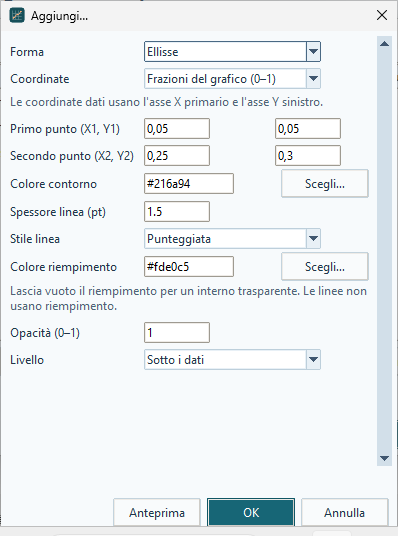 Aggiungi...
Forma Ellisse
Coordinate Frazioni del grafico (0–1)
Le coordinate dati usano l'asse X primario e l'asse Y sinistro.
Primo punto (X1, Y1) 0,05 0,05
Secondo punto (X2, Y2) 0,25 0,3
Colore contorno #216a94 Scegli...
Spessore linea (pt) 1.5
Stile linea Punteggiata
Colore riempimento #fde0c5 Scegli...
Lascia vuoto il riempimento per un interno trasparente. Le linee non
usano riempimento.
Opacità (0–1) 1
Livello Sotto i dati
Anteprima OK Annulla